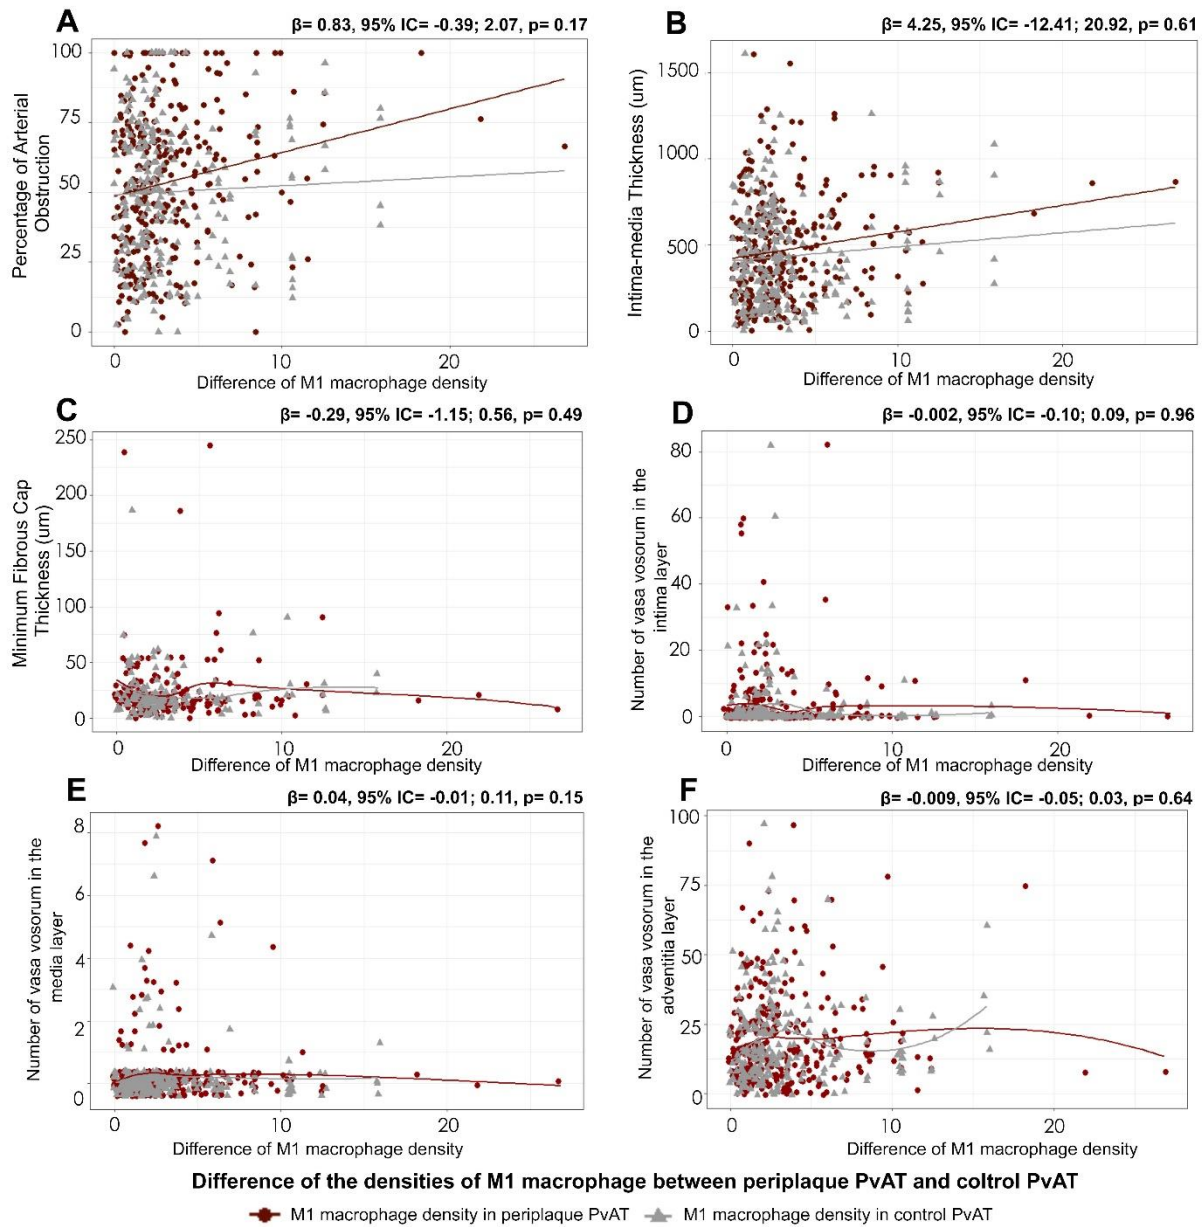 A
β= 0.83, 95% IC= -0.39; 2.07, p= 0.17
Percentage of Arterial
Obstruction
100
75
50
25
0
0 10 20
Difference of M1 macrophage density
B
β= 4.25, 95% IC= -12.41; 20.92, p= 0.61
Intima-media Thickness (um)
1500
1000
500
0
0 10 20
Difference of M1 macrophage density
C
β= -0.29, 95% IC= -1.15; 0.56, p= 0.49
Minimum Fibrous Cap
Thickness (um)
250
200
150
100
50
0
0 10 20
Difference of M1 macrophage density
D
β= -0.002, 95% IC= -0.10; 0.09, p= 0.96
Number of vasa vosorum in the
intima layer
80
60
40
20
0
0 10 20
Difference of M1 macrophage density
E
β= 0.04, 95% IC= -0.01; 0.11, p= 0.15
Number of vasa vosorum in the
media layer
8
6
4
2
0
0 10 20
Difference of M1 macrophage density
F
β= -0.009, 95% IC= -0.05; 0.03, p= 0.64
Number of vasa vosorum in the
adventitia layer
100
75
50
25
0
0 10 20
Difference of M1 macrophage density
Difference of the densities of M1 macrophage between periplaque PvAT and coltrol PvAT
M1 macrophage density in periplaque PvAT M1 macrophage density in control PvAT